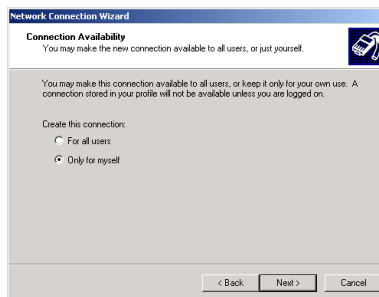 Network Connection Wizard
Connection Availability
You may make the new connection available to all users, or just yourself.
You may make this connection available to all users, or keep it only for your own use. A
connection stored in your profile will not be available unless you are logged on.
Create this connection:
For all users
Only for myself
< Back
Next >
Cancel